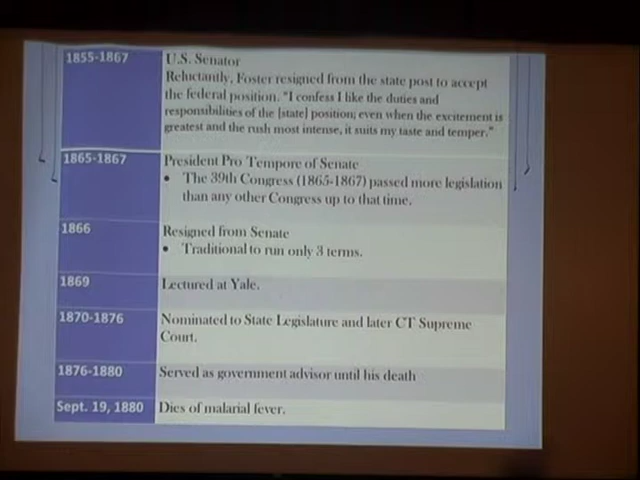 1855-1867
U.S. Senator
Reluctantly, Foster resigned from the state post to accept
the federal position. "I confess I like the duties and
responsibilities of the [state] position; even when the excitement is
greatest and the rush most intense, it suits my taste and temper."
1865-1867
President Pro Tempore of Senate
• The 39th Congress (1865-1867) passed more legislation
than any other Congress up to that time.
1866
Resigned from Senate
• Traditional to run only 3 terms.
1869
Lectured at Yale.
1870-1876
Nominated to State Legislature and later CT Supreme
Court.
1876-1880
Served as government advisor until his death
Sept. 19, 1880
Dies of malarial fever.